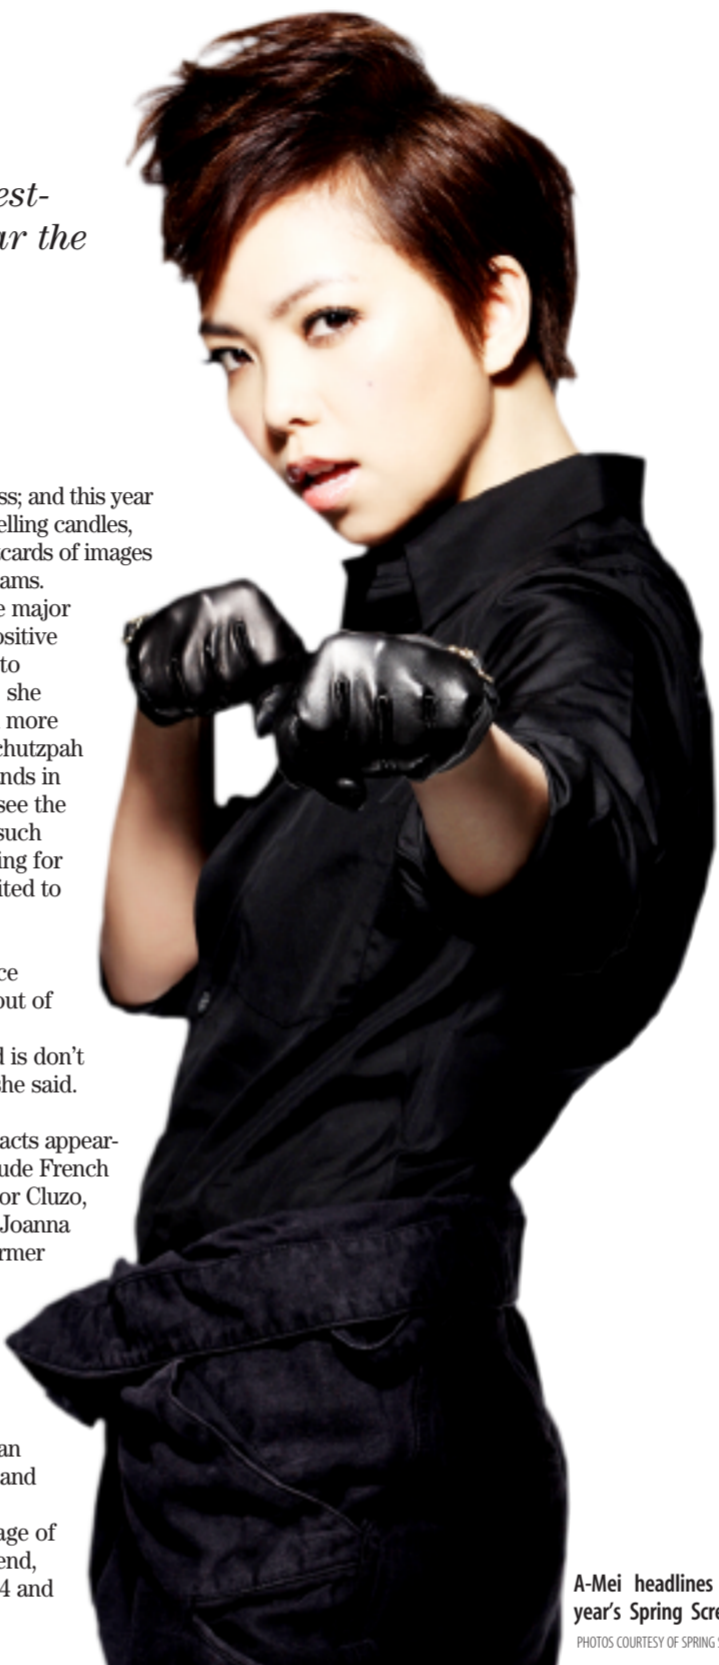 est-
ar the
ss; and this year
elling candles,
cards of images
ams.
e major
ositive
to
she
more
chutzpah
nds in
see the
such
ing for
ited to
ce
out of
d is don't
she said.
acts appear-
ude French
or Cluzo,
Joanna
rmer
an
and
age of
end,
4 and
A-Mei headlines
year's Spring Scre
PHOTOS COURTESY OF SPRING S